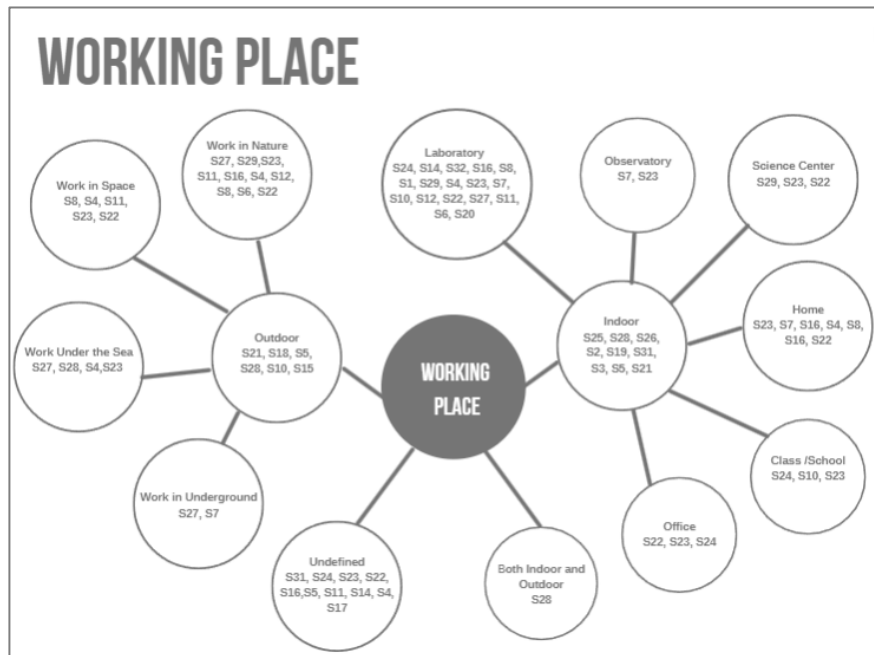 WORKING PLACE
Work in Nature
S27, S29,S23,
S11, S16, S4, S12,
S8, S6, S22
Work in Space
S8, S4, S11,
S23, S22
Work Under the Sea
S27, S28, S4,S23
Work in Underground
S27, S7
Outdoor
S21, S18, S5,
S28, S10, S15
WORKING
PLACE
Undefined
S31, S24, S23, S22,
S16,S5, S11, S14, S4,
S17
Both Indoor and
Outdoor
S28
Laboratory
S24, S14, S32, S16, S8,
S1, S29, S4, S23, S7,
S10, S12, S22, S27, S11,
S6, S20
Observatory
S7, S23
Science Center
S29, S23, S22
Indoor
S25, S28, S26,
S2, S19, S31,
S3, S5, S21
Home
S23, S7, S16, S4, S8,
S16, S22
Class /School
S24, S10, S23
Office
S22, S23, S24